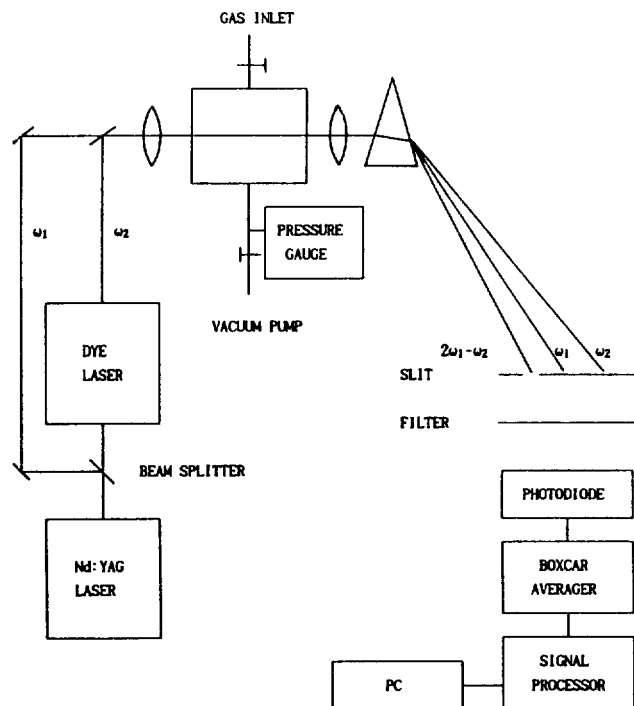 GAS INLET
ω₁
ω₂
PRESSURE
GAUGE
VACUUM PUMP
DYE
LASER
2ω₁-ω₂
ω₁
ω₂
SLIT
FILTER
BEAM SPLITTER
PHOTODIODE
Nd:YAG
LASER
BOXCAR
AVERAGER
SIGNAL
PROCESSOR
PC